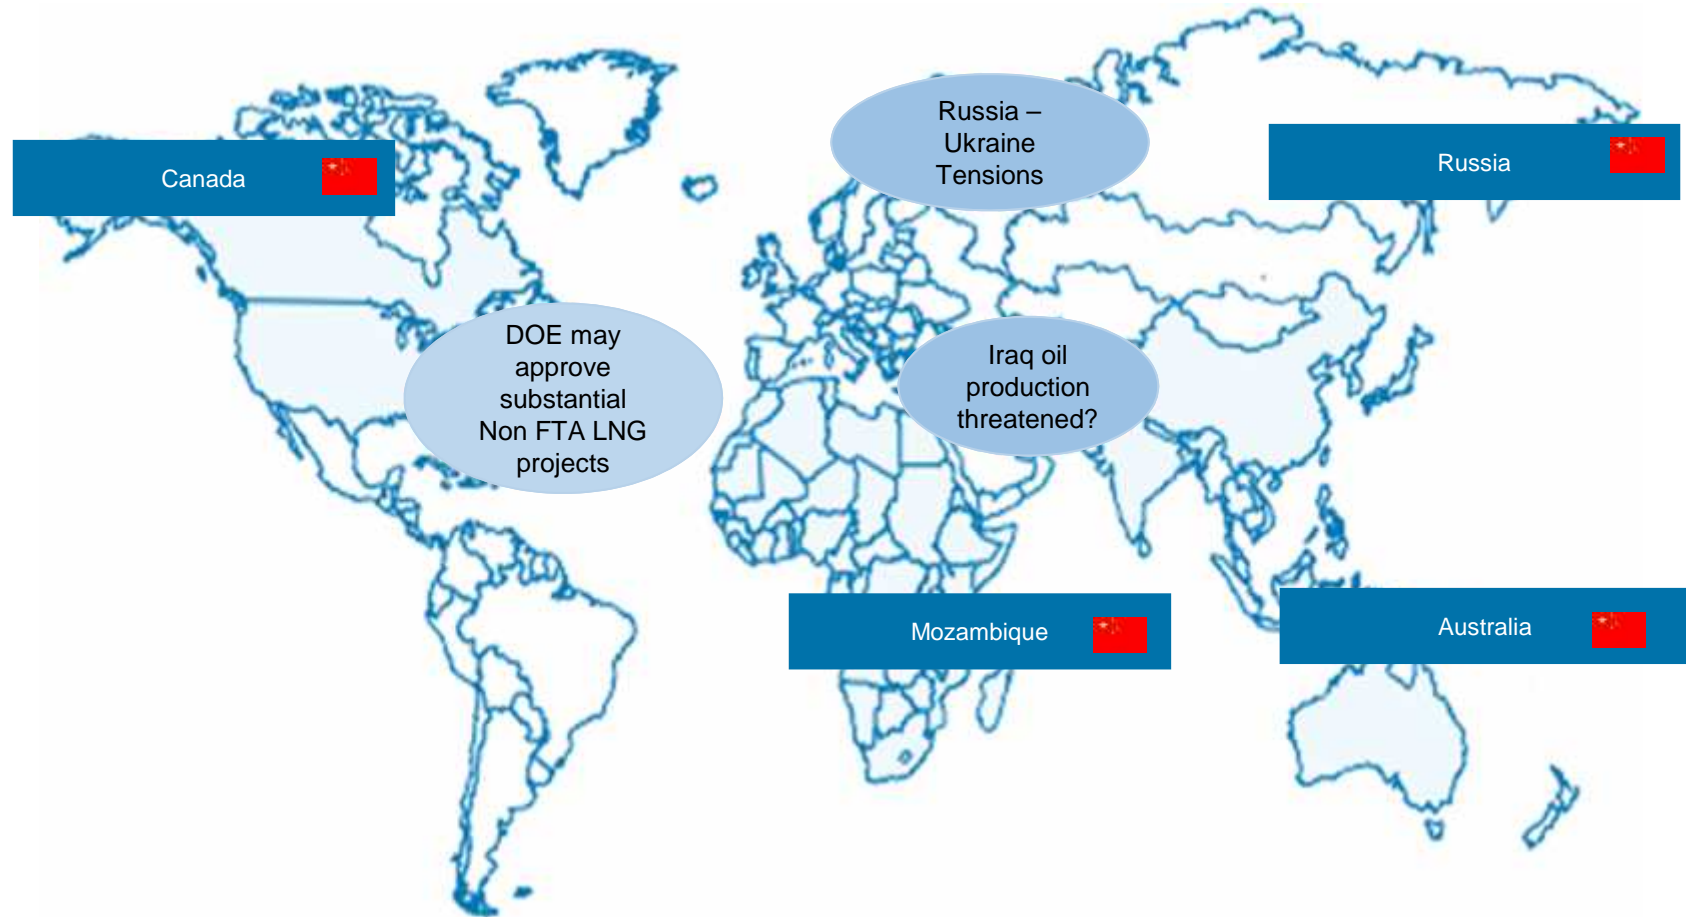 Russia –
Ukraine
Tensions
Canada
Russia
DOE may
approve
substantial
Non FTA LNG
projects
Iraq oil
production
threatened?
Mozambique
Australia